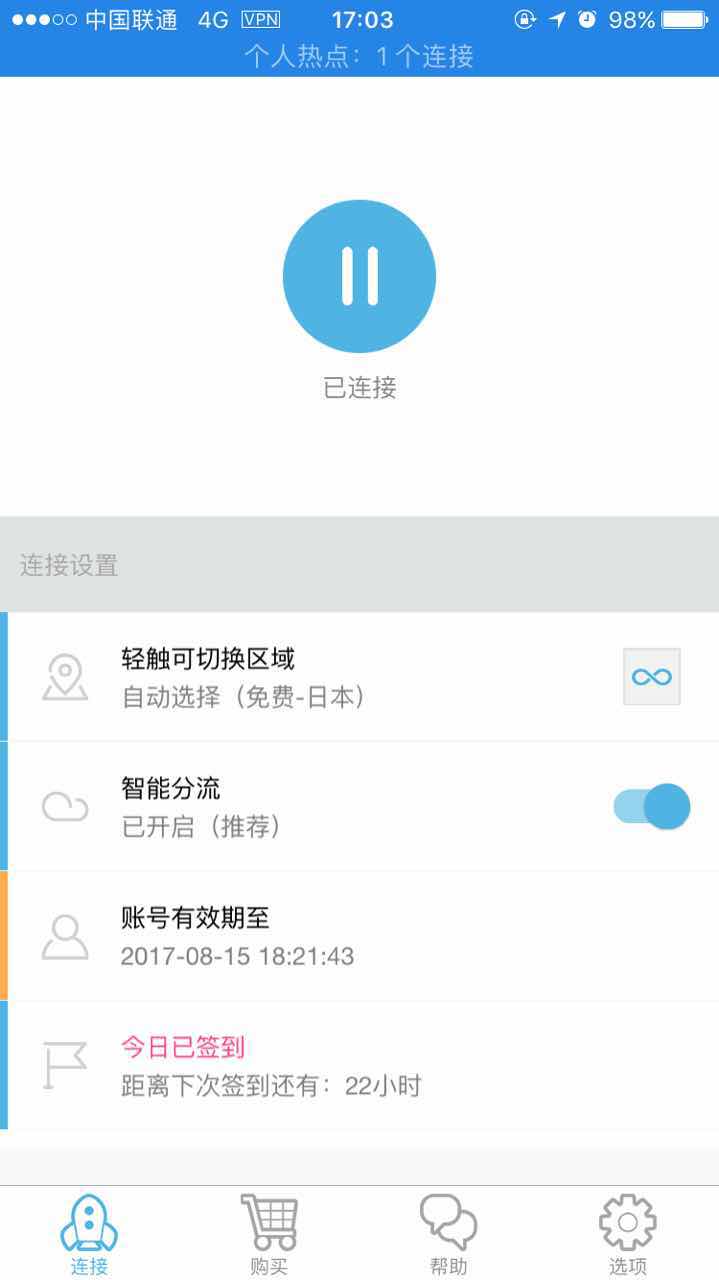 中国联通 4G VPN 17:03 98%
个人热点：1 个连接
已连接
连接设置
轻触可切换区域
自动选择（免费-日本）
智能分流
已开启（推荐）
账号有效期至
2017-08-15 18:21:43
今日已签到
距离下次签到还有：22小时
连接 购买 帮助 选项